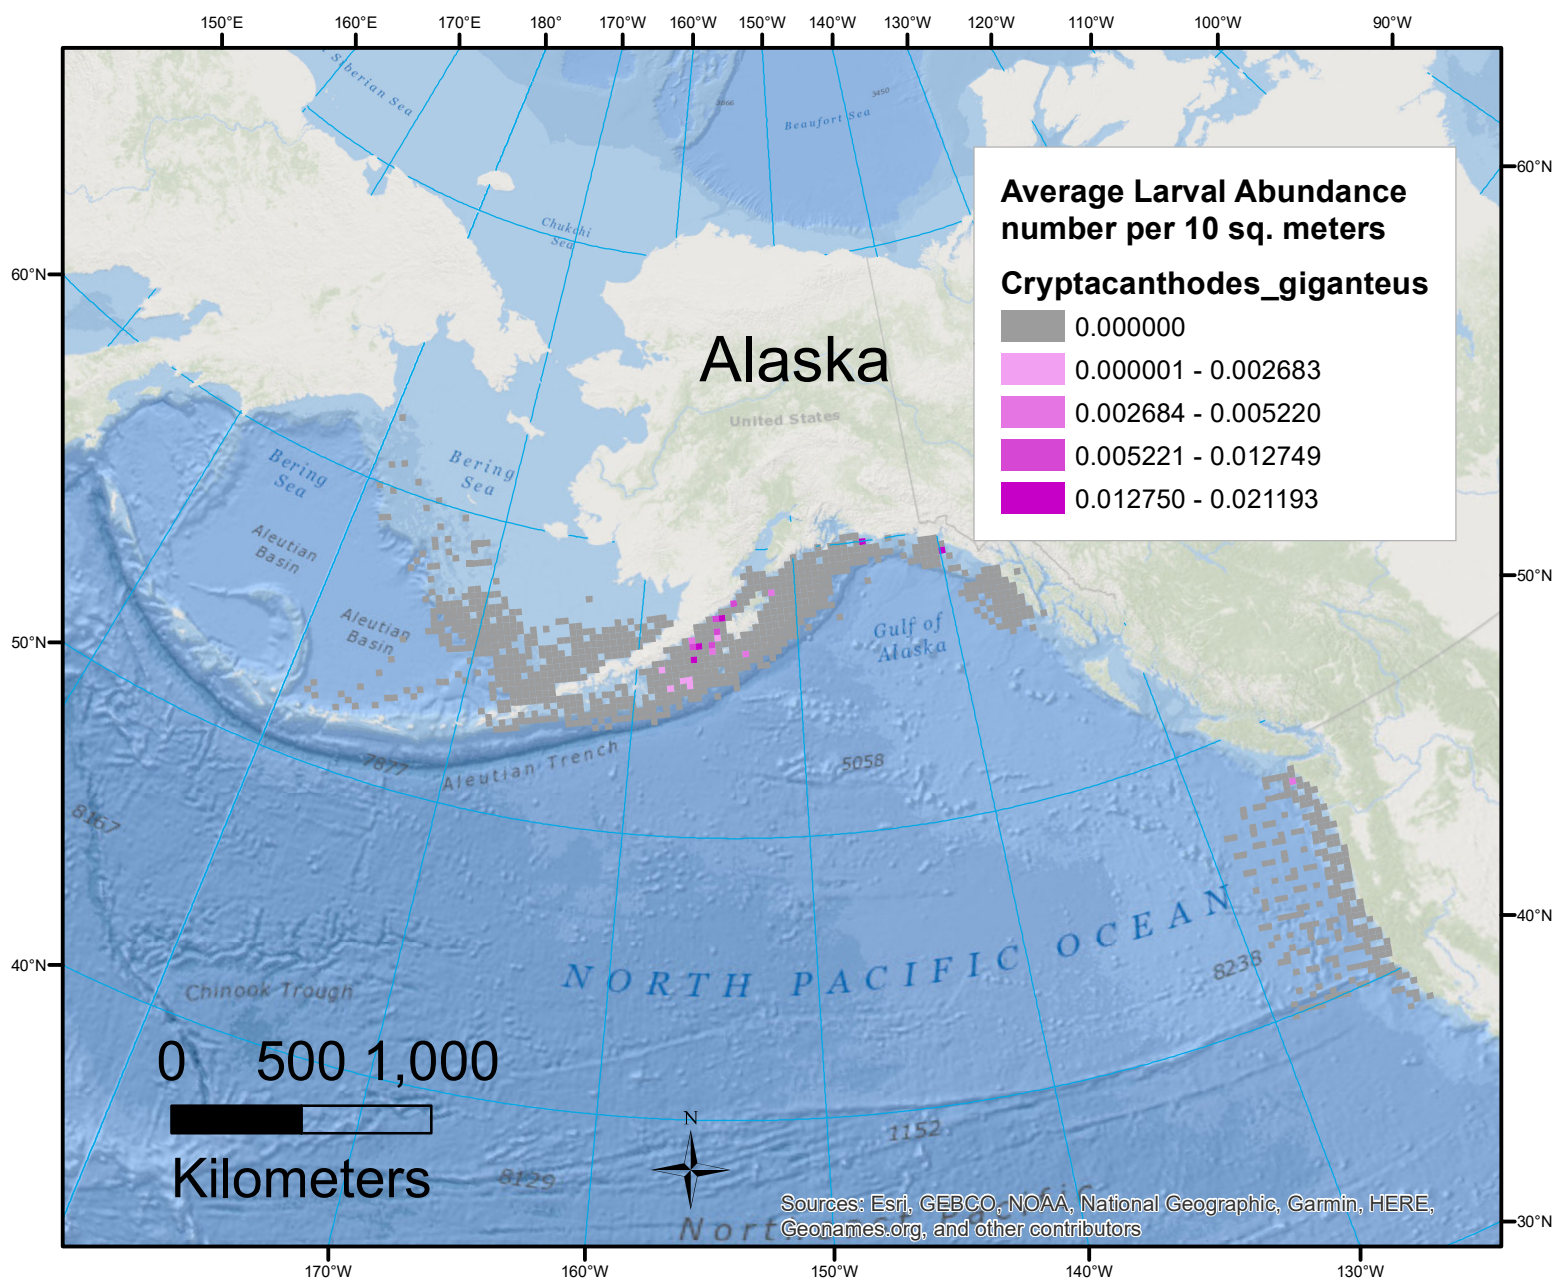 150°E 160°E 170°E 180° 170°W 160°W 150°W 140°W 130°W 120°W 110°W 100°W 90°W
Siberian Sea
3866
3450
Beaufort Sea
60°N
Average Larval Abundance
number per 10 sq. meters
Cryptacanthodes_giganteus
0.000000
0.000001 - 0.002683
0.002684 - 0.005220
0.005221 - 0.012749
0.012750 - 0.021193
Chukchi
Sea
60°N
Alaska
United States
Bering
Sea
Bering
Sea
Aleutian
Basin
50°N
Aleutian
Basin
Gulf of
Alaska
50°N
7877
Aleutian Trench
5058
8167
40°N
NORTH PACIFIC OCEAN
8238
40°N
Chinook Trough
0 500 1,000
Kilometers
N
1152
8129
Sources: Esri, GEBCO, NOAA, National Geographic, Garmin, HERE,
Geonames.org, and other contributors
30°N
170°W 160°W 150°W 140°W 130°W